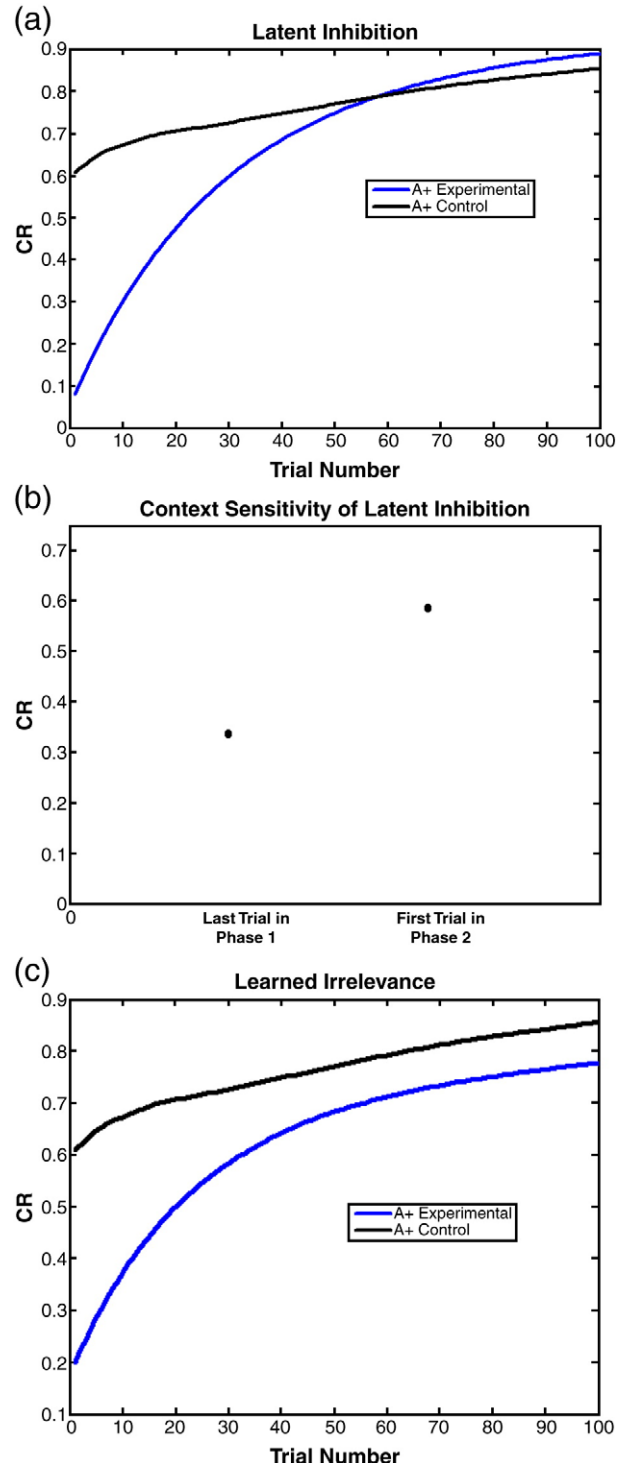 (a)
Latent Inhibition
0.9
0.8
0.7
0.6
0.5
0.4
0.3
0.2
0.1
0
CR
A+ Experimental
A+ Control
0 10 20 30 40 50 60 70 80 90 100
Trial Number
(b)
Context Sensitivity of Latent Inhibition
0.7
0.6
0.5
0.4
0.3
0.2
0.1
0
CR
0
Last Trial in
Phase 1
First Trial in
Phase 2
(c)
Learned Irrelevance
0.9
0.8
0.7
0.6
0.5
0.4
0.3
0.2
0.1
CR
A+ Experimental
A+ Control
0 10 20 30 40 50 60 70 80 90 100
Trial Number